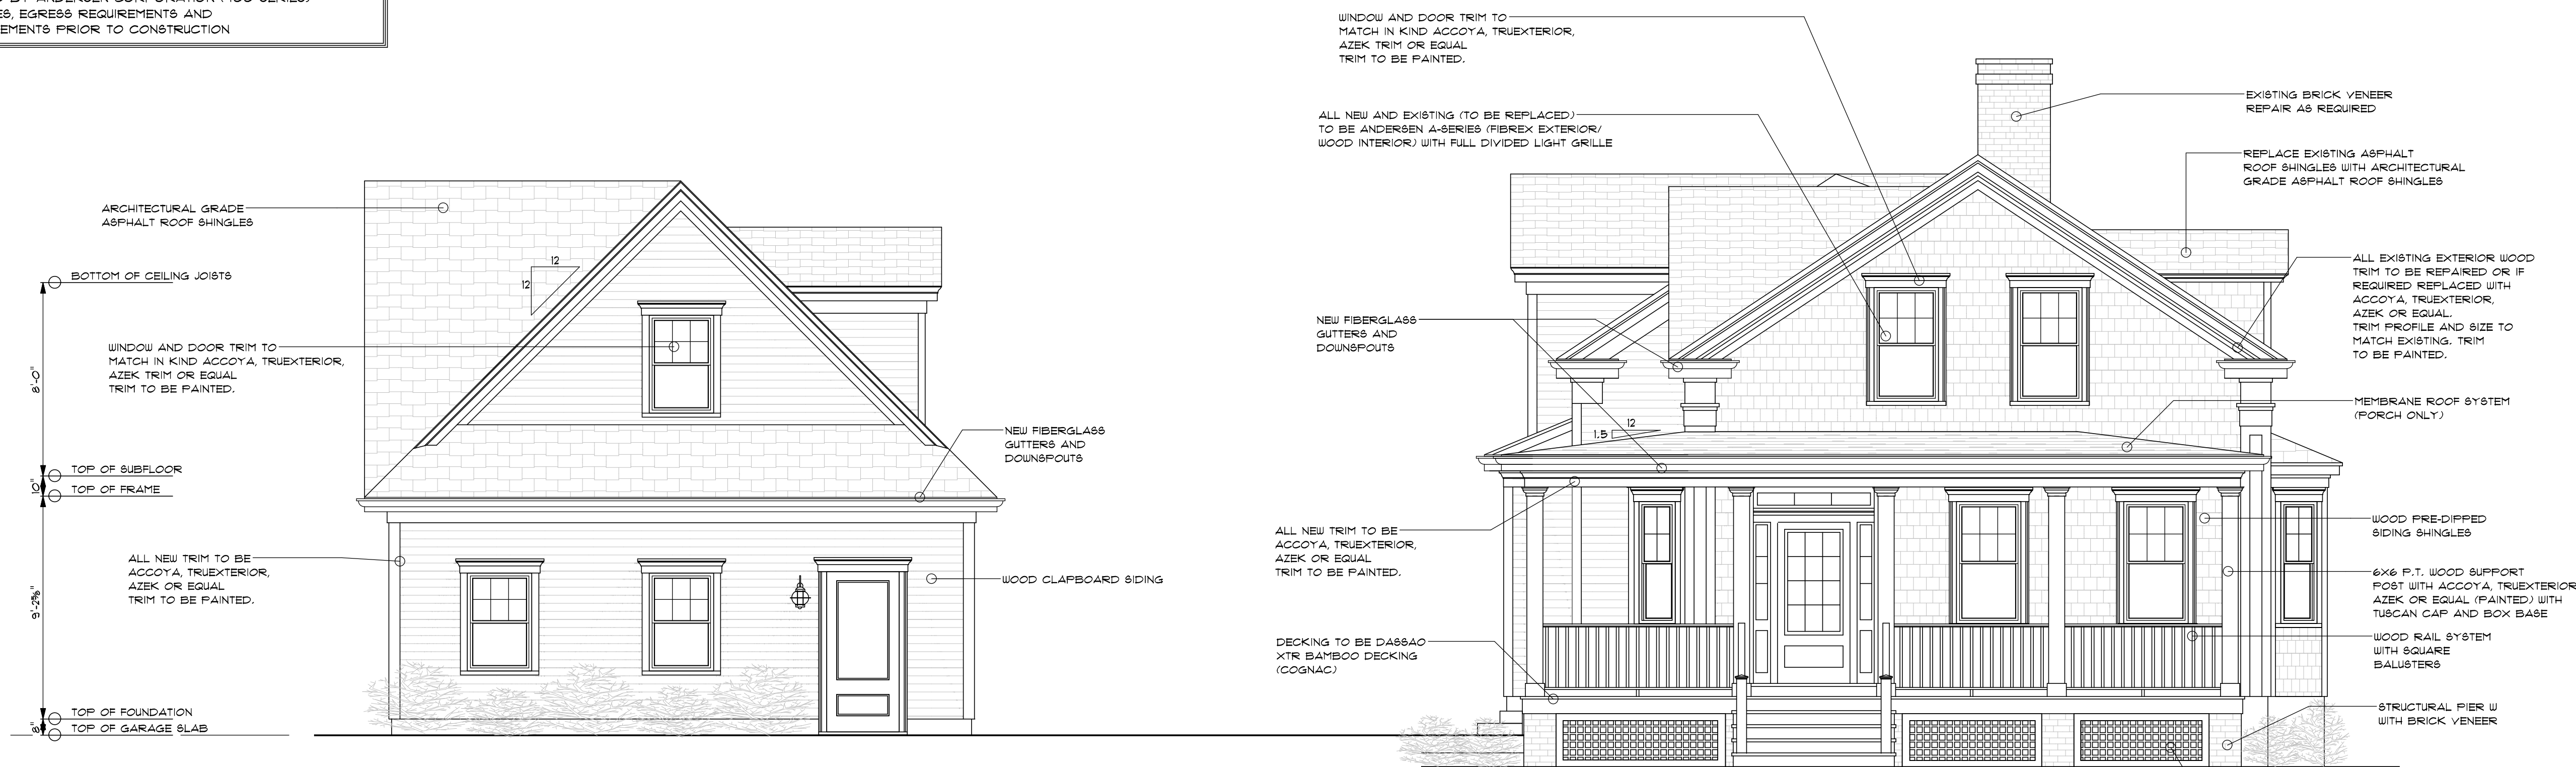 ES, EGRESS REQUIREMENTS AND
EMENTS PRIOR TO CONSTRUCTION
ARCHITECTURAL GRADE
ASPHALT ROOF SHINGLES
12
12
BOTTOM OF CEILING JOISTS
8'-0"
WINDOW AND DOOR TRIM TO
MATCH IN KIND ACCOYA, TRUEXTERIOR,
AZEK TRIM OR EQUAL
TRIM TO BE PAINTED.
NEW FIBERGLASS
GUTTERS AND
DOWNSPOUTS
TOP OF SUBFLOOR
10"
TOP OF FRAME
ALL NEW TRIM TO BE
ACCOYA, TRUEXTERIOR,
AZEK OR EQUAL
TRIM TO BE PAINTED.
WOOD CLAPBOARD SIDING
TOP OF FOUNDATION
8"
TOP OF GARAGE SLAB
WINDOW AND DOOR TRIM TO
MATCH IN KIND ACCOYA, TRUEXTERIOR,
AZEK TRIM OR EQUAL
TRIM TO BE PAINTED.
ALL NEW AND EXISTING (TO BE REPLACED)
TO BE ANDERSEN A-SERIES (FIBREX EXTERIOR/
WOOD INTERIOR) WITH FULL DIVIDED LIGHT GRILLE
NEW FIBERGLASS
GUTTERS AND
DOWNSPOUTS
12
1.5
ALL NEW TRIM TO BE
ACCOYA, TRUEXTERIOR,
AZEK OR EQUAL
TRIM TO BE PAINTED.
DECKING TO BE DASSAO
XTR BAMBOO DECKING
(COGNAC)
EXISTING BRICK VENEER
REPAIR AS REQUIRED
REPLACE EXISTING ASPHALT
ROOF SHINGLES WITH ARCHITECTURAL
GRADE ASPHALT ROOF SHINGLES
ALL EXISTING EXTERIOR WOOD
TRIM TO BE REPAIRED OR IF
REQUIRED REPLACED WITH
ACCOYA, TRUEXTERIOR,
AZEK OR EQUAL.
TRIM PROFILE AND SIZE TO
MATCH EXISTING. TRIM
TO BE PAINTED.
MEMBRANE ROOF SYSTEM
(PORCH ONLY)
WOOD PRE-DIPPED
SIDING SHINGLES
6X6 P.T. WOOD SUPPORT
POST WITH ACCOYA, TRUEXTERIOR
AZEK OR EQUAL (PAINTED) WITH
TUSCAN CAP AND BOX BASE
WOOD RAIL SYSTEM
WITH SQUARE
BALUSTERS
STRUCTURAL PIER W
WITH BRICK VENEER